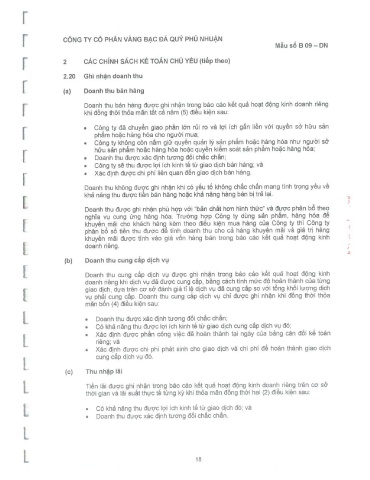 CÔNG TY CỔ PHẦN VÀNG BẠC ĐÁ QUÝ PHÚ NHUẬN
Mẫu số B 09 – DN
2 CÁC CHÍNH SÁCH KẾ TOÁN CHỦ YẾU (tiếp theo)
2.20 Ghi nhận doanh thu
(a) Doanh thu bán hàng
Doanh thu bán hàng được ghi nhận trong báo cáo kết quả hoạt động kinh doanh riêng
khi đồng thời thỏa mãn tất cả năm (5) điều kiện sau:
• Công ty đã chuyển giao phần lớn rủi ro và lợi ích gắn liền với quyền sở hữu sản
phẩm hoặc hàng hóa cho người mua;
• Công ty không còn nắm giữ quyền quản lý sản phẩm hoặc hàng hóa như người sở
hữu sản phẩm hoặc hàng hóa hoặc quyền kiểm soát sản phẩm hoặc hàng hóa;
• Doanh thu được xác định tương đối chắc chắn;
• Công ty sẽ thu được lợi ích kinh tế từ giao dịch bán hàng; và
• Xác định được chi phí liên quan đến giao dịch bán hàng.
Doanh thu không được ghi nhận khi có yếu tố không chắc chắn mang tính trọng yếu về
khả năng thu được tiền bán hàng hoặc khả năng hàng bán bị trả lại.
Doanh thu được ghi nhận phù hợp với "bản chất hơn hình thức" và được phân bổ theo
nghĩa vụ cung ứng hàng hóa. Trường hợp Công ty dùng sản phẩm, hàng hóa để
khuyến mãi cho khách hàng kèm theo điều kiện mua hàng của Công ty thì Công ty
phân bổ số tiền thu được để tính doanh thu cho cả hàng khuyến mãi và giá trị hàng
khuyến mãi được tính vào giá vốn hàng bán trong báo cáo kết quả hoạt động kinh
doanh riêng.
(b) Doanh thu cung cấp dịch vụ
Doanh thu cung cấp dịch vụ được ghi nhận trong báo cáo kết quả hoạt động kinh
doanh riêng khi dịch vụ đã được cung cấp, bằng cách tính mức độ hoàn thành của từng
giao dịch, dựa trên cơ sở đánh giá tỉ lệ dịch vụ đã cung cấp so với tổng khối lượng dịch
vụ phải cung cấp. Doanh thu cung cấp dịch vụ chỉ được ghi nhận khi đồng thời thỏa
mãn bốn (4) điều kiện sau:
• Doanh thu được xác định tương đối chắc chắn;
• Có khả năng thu được lợi ích kinh tế từ giao dịch cung cấp dịch vụ đó;
• Xác định được phần công việc đã hoàn thành tại ngày của bảng cân đối kế toán
riêng; và
• Xác định được chi phí phát sinh cho giao dịch và chi phí để hoàn thành giao dịch
cung cấp dịch vụ đó.
(c) Thu nhập lãi
Tiền lãi được ghi nhận trong báo cáo kết quả hoạt động kinh doanh riêng trên cơ sở
thời gian và lãi suất thực tế từng kỳ khi thỏa mãn đồng thời hai (2) điều kiện sau:
• Có khả năng thu được lợi ích kinh tế từ giao dịch đó; và
• Doanh thu được xác định tương đối chắc chắn.